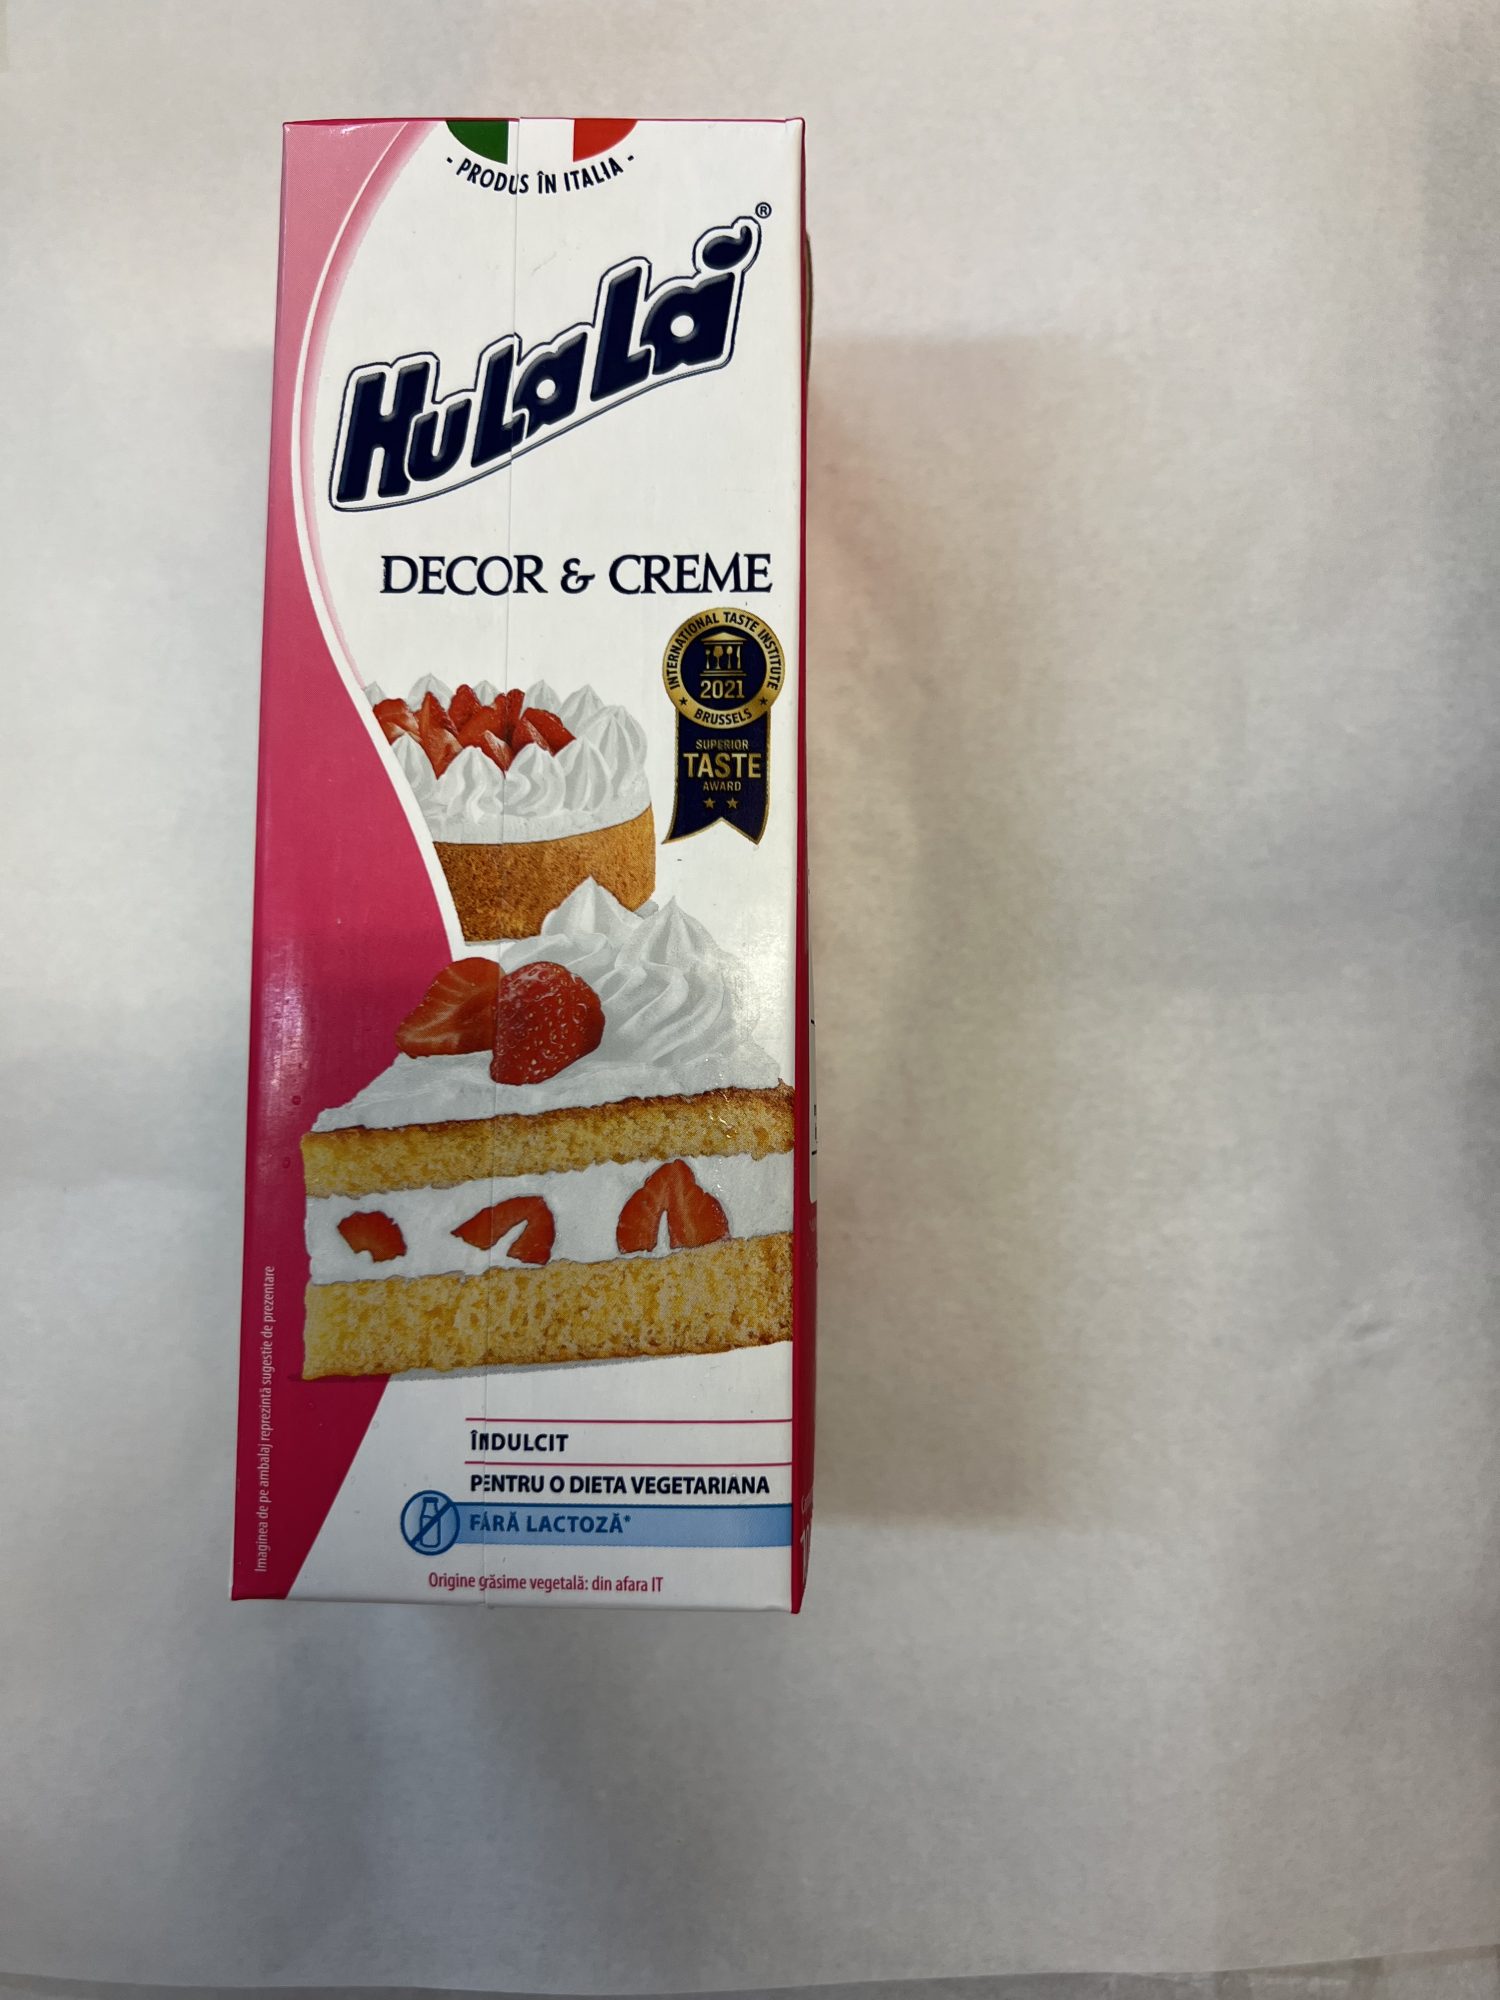 - PRODUS ÎN ITALIA -
HuLaLà®
DECOR & CREME
INTERNATIONAL TASTE INSTITUTE
2021
BRUSSELS
SUPERIOR
TASTE
AWARD
ÎNDULCIT
PENTRU O DIETA VEGETARIANA
FĂRĂ LACTOZĂ*
Origine grăsime vegetală: din afara IT
Imaginea de pe ambalaj reprezintă sugestie de prezentare